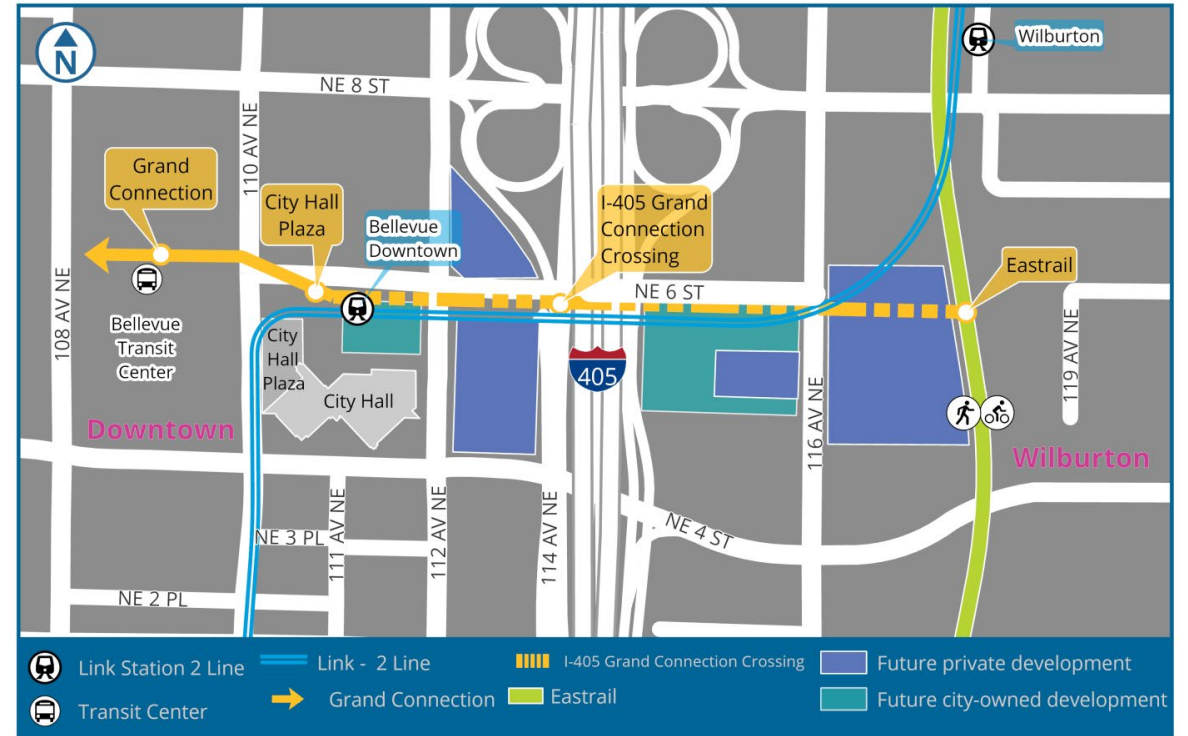 N
Wilburton
NE 8 ST
110 AV NE
Grand
Connection
City Hall
Plaza
Bellevue
Downtown
I-405 Grand
Connection
Crossing
NE 6 ST
Eastrail
108 AV NE
Bellevue
Transit
Center
City
Hall
Plaza
City Hall
405
116 AV NE
119 AV NE
Downtown
Wilburton
NE 3 PL
111 AV NE
112 AV NE
114 AV NE
NE 4 ST
NE 2 PL
Link Station 2 Line
Link - 2 Line
I-405 Grand Connection Crossing
Future private development
Transit Center
Grand Connection
Eastrail
Future city-owned development